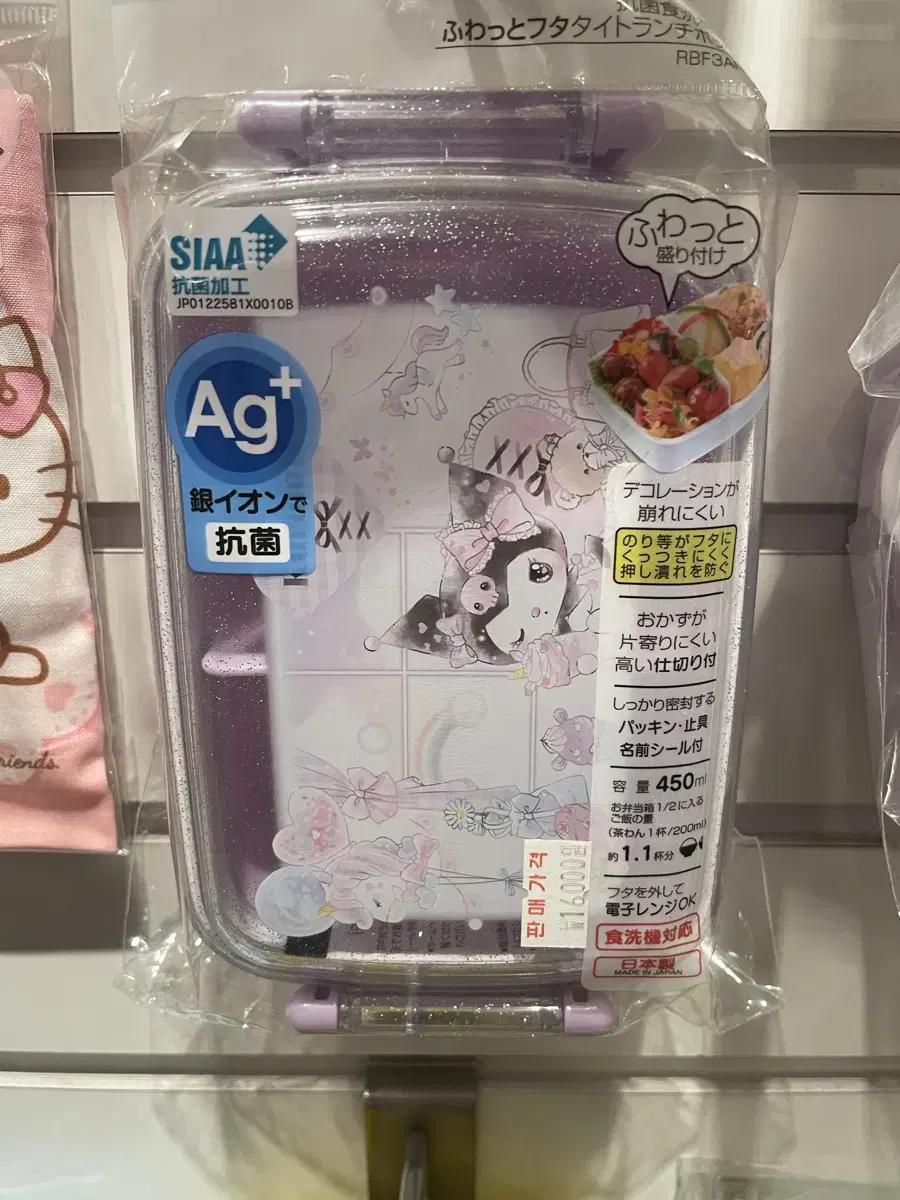 ふわっとフタタイトランチボ
RBF3A
SIAA
抗菌加工
JP0122581X0010B
Ag+
銀イオンで
抗菌
ふわっと
盛り付け
デコレーションが
崩れにくい
のり等がフタに
くっつきにくく
押し潰れを防ぐ
おかずが
片寄りにくい
高い仕切り付
しっかり密封する
パッキン・止具
名前シール付
容量 450ml
お弁当箱1/2に入る
ご飯の量
(茶わん1杯/200ml)
約1.1杯分
フタを外して
電子レンジOK
食洗機対応
日本製
MADE IN JAPAN
판매가격
16000원
riends.